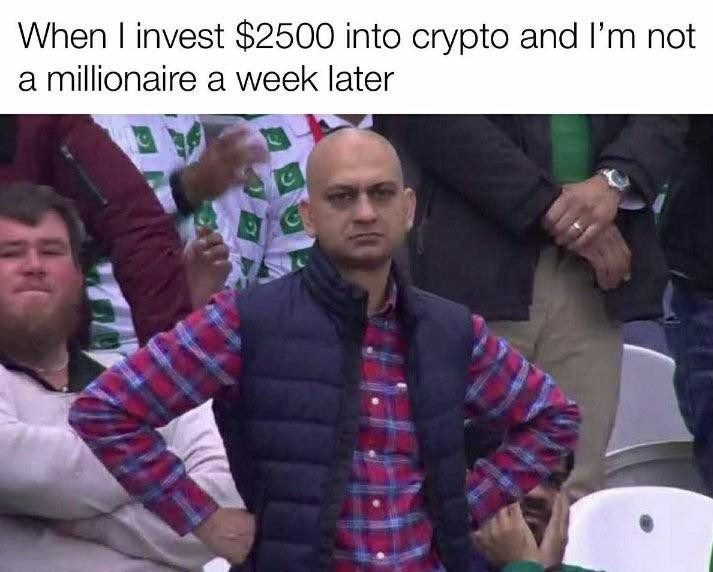 When I invest $2500 into crypto and I’m not
a millionaire a week later